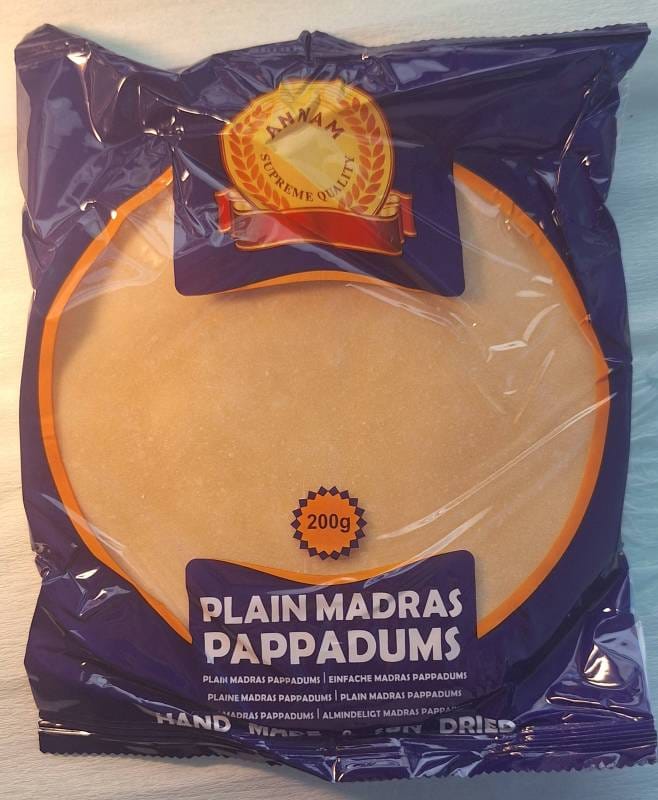 ANNAM
SUPREME QUALITY
200g
PLAIN MADRAS
PAPPADUMS
PLAIN MADRAS PAPPADUMS | EINFACHE MADRAS PAPPADUMS
PLAINE MADRAS PAPPADUMS | PLAIN MADRAS PAPPADUMS
MADRAS PAPPADUMS | ALMINDELIGT MADRAS
HAND MADE & SUN DRIED